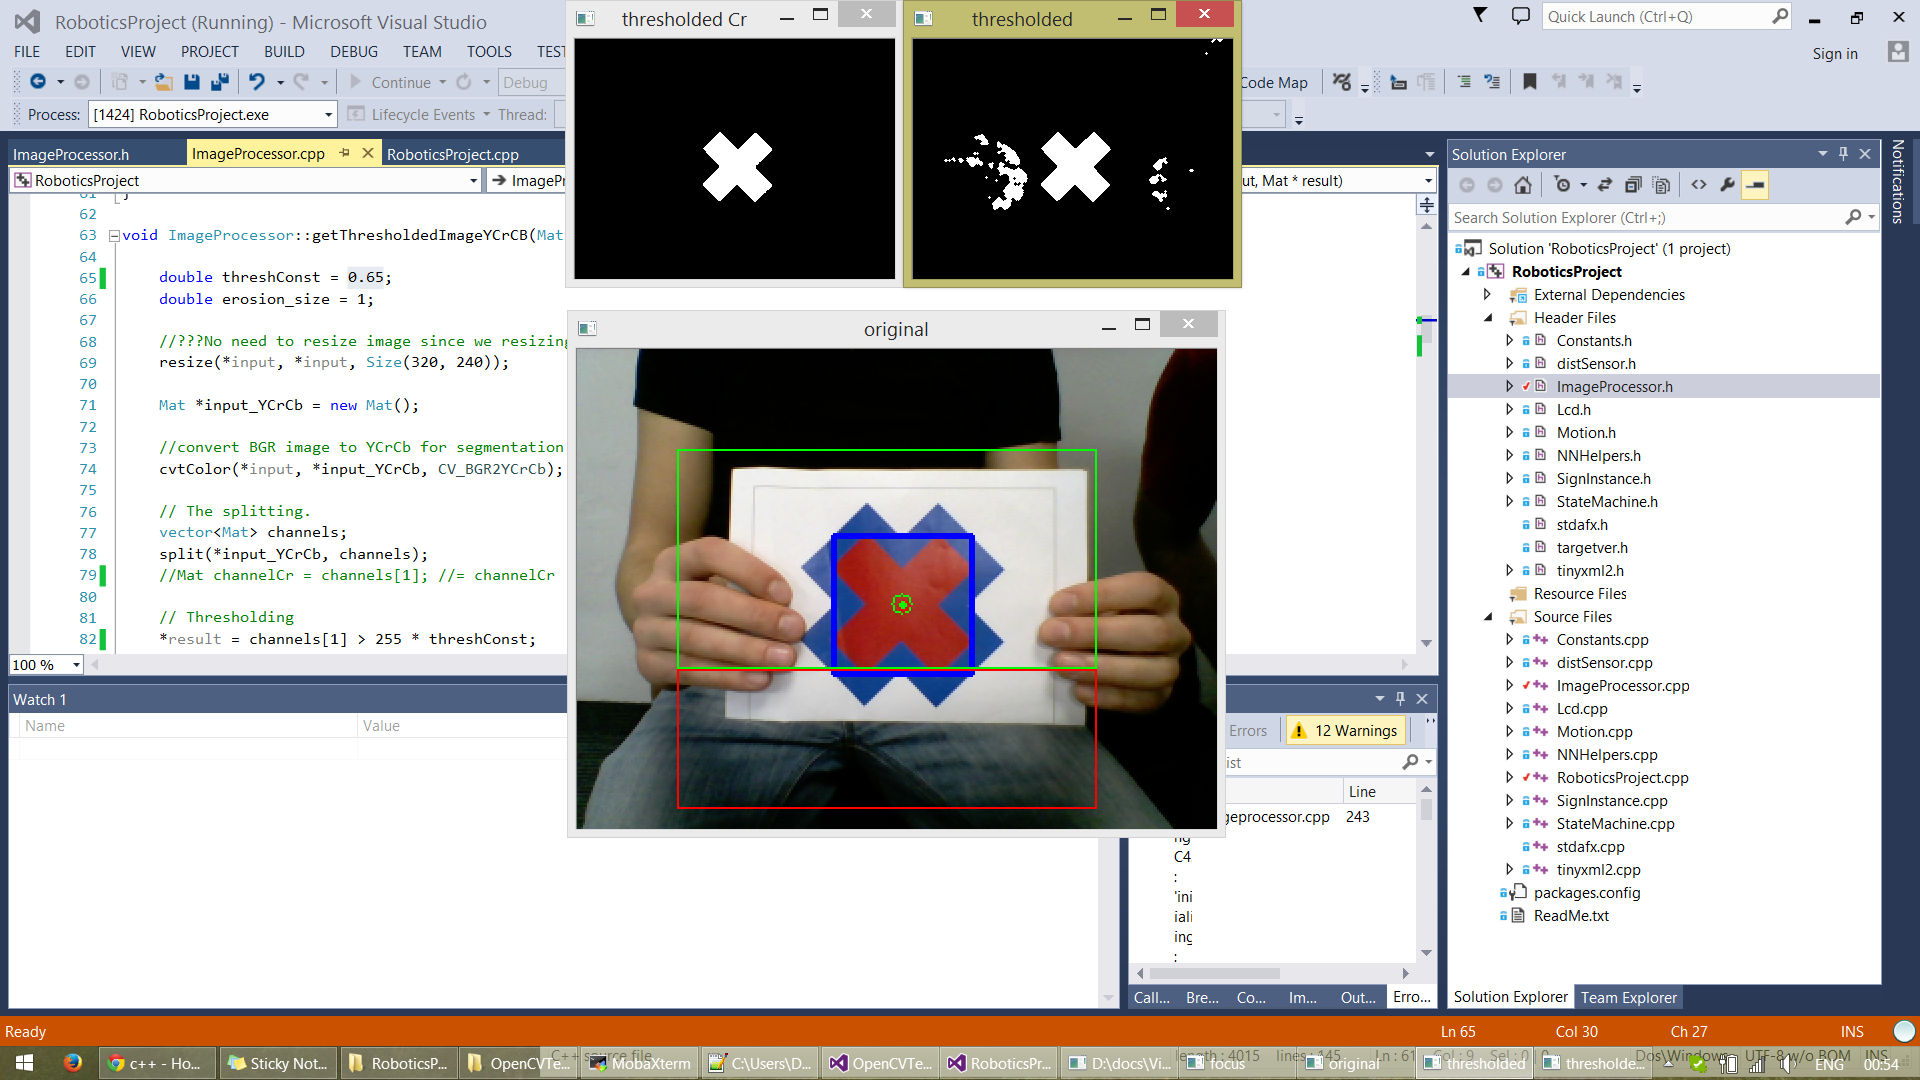 RoboticsProject (Running) - Microsoft Visual Studio
thresholded Cr
thresholded
Quick Launch (Ctrl+Q)
FILE EDIT VIEW PROJECT BUILD DEBUG TEAM TOOLS
Sign in
Continue
Debug
Code Map
Process: [1424] RoboticsProject.exe
Lifecycle Events
Thread:
ImageProcessor.h
ImageProcessor.cpp
RoboticsProject.cpp
RoboticsProject
ut, Mat * result)
61 }
62
63 void ImageProcessor::getThresholdedImageYCrCB(Mat
64
65 double threshConst = 0.65;
66 double erosion_size = 1;
67
68 //???No need to resize image since we resizing
69 resize(*input, *input, Size(320, 240));
70
71 Mat *input_YCrCb = new Mat();
72
73 //convert BGR image to YCrCb for segmentation
74 cvtColor(*input, *input_YCrCb, CV_BGR2YCrCb);
75
76 // The splitting.
77 vector<Mat> channels;
78 split(*input_YCrCb, channels);
79 //Mat channelCr = channels[1]; //= channelCr
80
81 // Thresholding
82 *result = channels[1] > 255 * threshConst;
100 %
original
Watch 1
Name
Value
Errors
12 Warnings
Line
geprocessor.cpp 243
C4
:
'ini
iali
ing
:
Call...
Bre...
Co...
Im...
Out...
Erro...
Solution Explorer
Search Solution Explorer (Ctrl+;)
Solution 'RoboticsProject' (1 project)
RoboticsProject
External Dependencies
Header Files
Constants.h
distSensor.h
ImageProcessor.h
Lcd.h
Motion.h
NNHelpers.h
SignInstance.h
StateMachine.h
stdafx.h
targetver.h
tinyxml2.h
Resource Files
Source Files
Constants.cpp
distSensor.cpp
ImageProcessor.cpp
Lcd.cpp
Motion.cpp
NNHelpers.cpp
RoboticsProject.cpp
SignInstance.cpp
StateMachine.cpp
stdafx.cpp
tinyxml2.cpp
packages.config
ReadMe.txt
Solution Explorer
Team Explorer
Notifications
Ready
Ln 65
Col 30
Ch 27
INS
c++ - Ho...
Sticky Not...
RoboticsP...
OpenCVTe...
MobaXterm
C:\Users\D...
OpenCVTe...
RoboticsPr...
D:\docs\Vi...
focus
original
thresholded
thresholde...
ENG
00:54
C++ source file
length : 4015